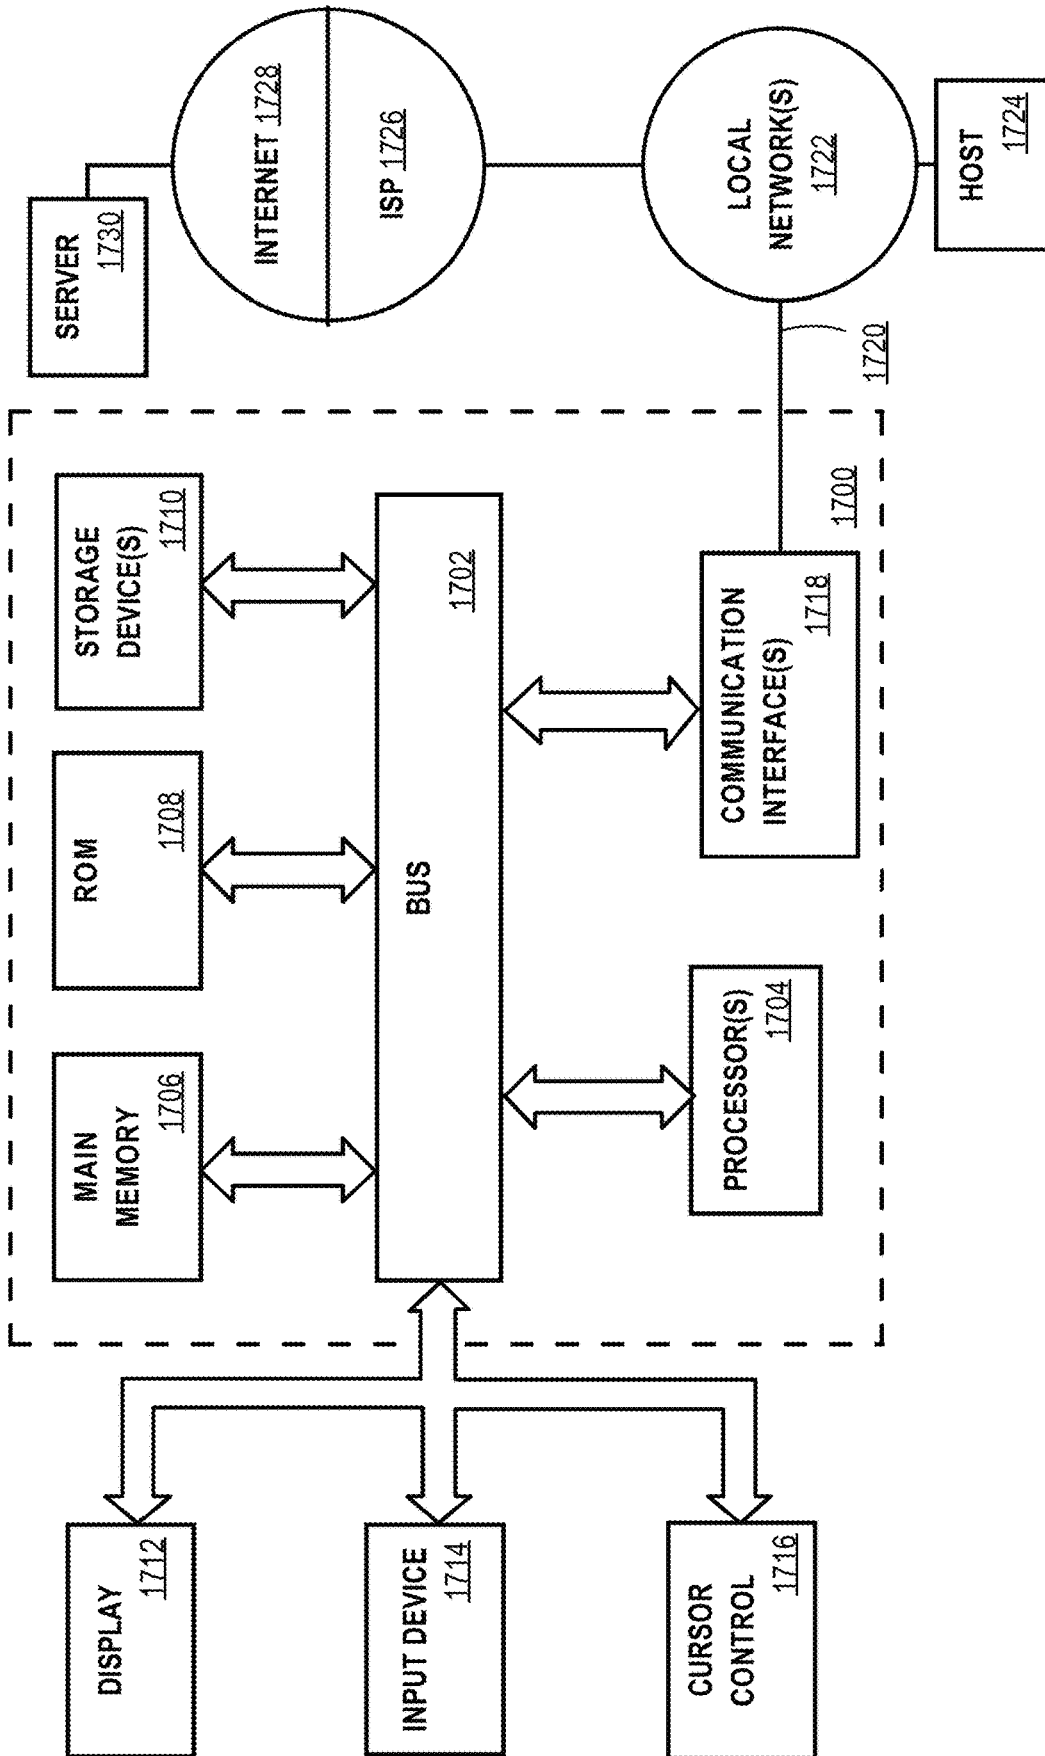 DISPLAY
1712
INPUT DEVICE
1714
CURSOR
CONTROL
1716
MAIN
MEMORY
1706
ROM
1708
STORAGE
DEVICE(S)
1710
BUS
1702
PROCESSOR(S)
1704
COMMUNICATION
INTERFACE(S)
1718
1700
SERVER
1730
INTERNET 1728
ISP 1726
1720
LOCAL
NETWORK(S)
1722
HOST
1724